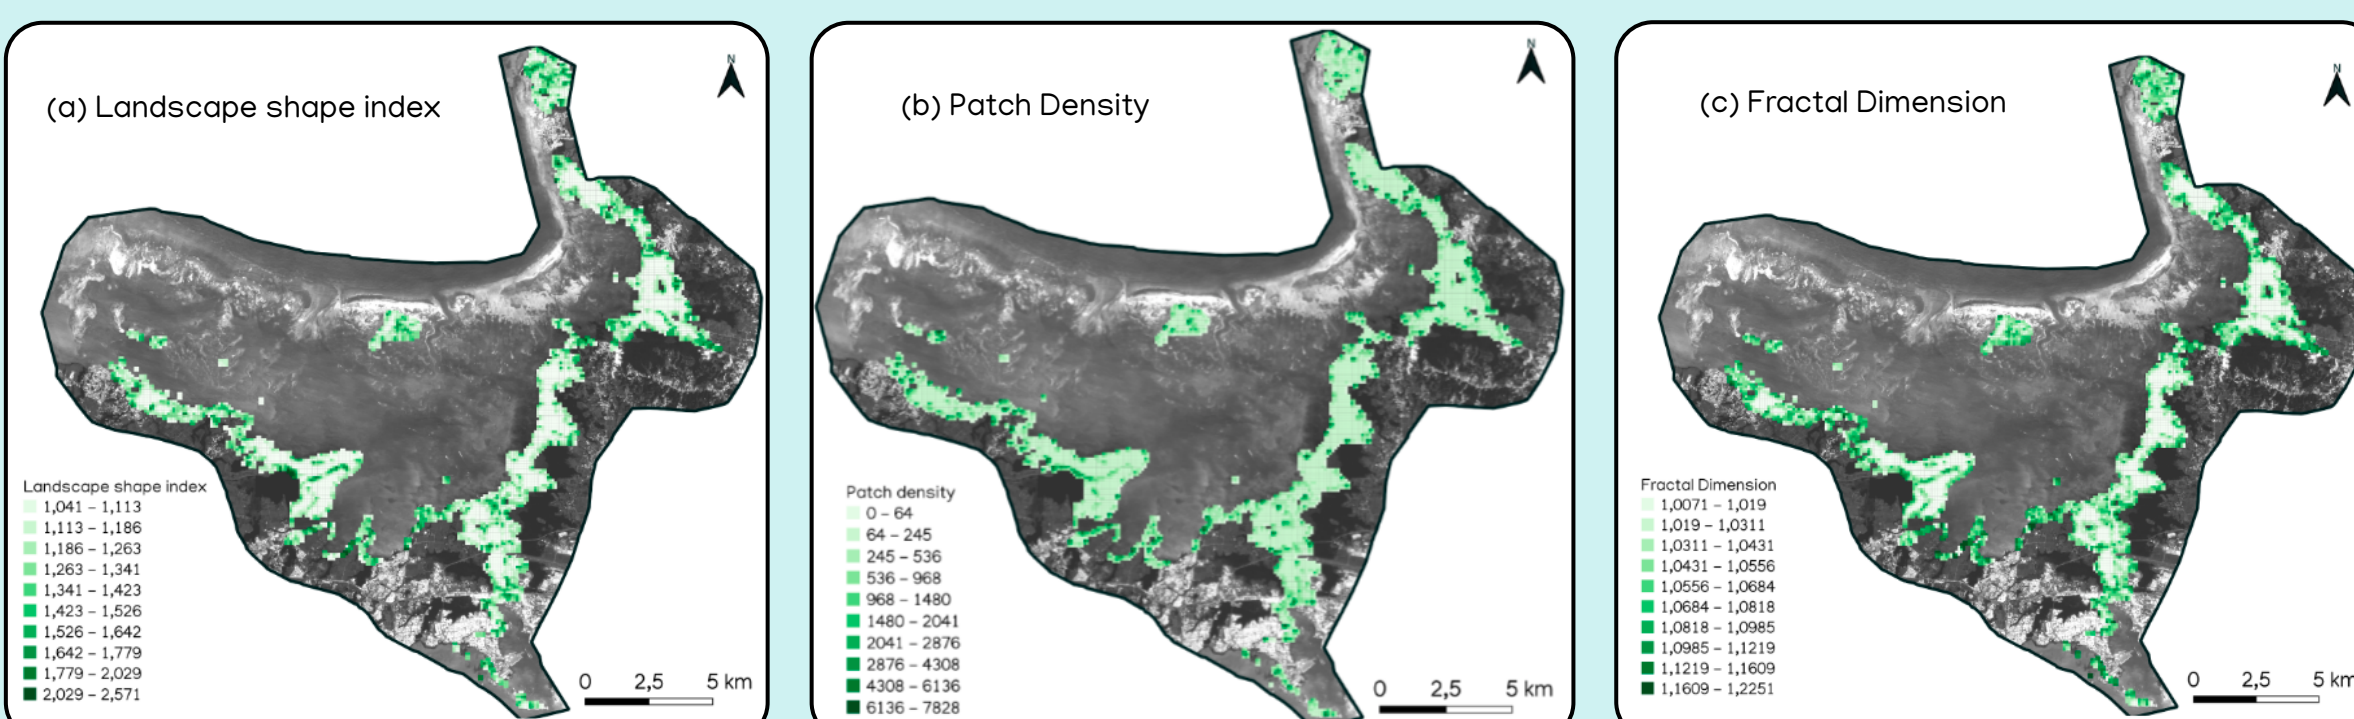 (a) Landscape shape index
N
Landscape shape index
1,041 – 1,113
1,113 – 1,186
1,186 – 1,263
1,263 – 1,341
1,341 – 1,423
1,423 – 1,526
1,526 – 1,642
1,642 – 1,779
1,779 – 2,029
2,029 – 2,571
0 2,5 5 km
(b) Patch Density
N
Patch density
0 – 64
64 – 245
245 – 536
536 – 968
968 – 1480
1480 – 2041
2041 – 2876
2876 – 4308
4308 – 6136
6136 – 7828
0 2,5 5 km
(c) Fractal Dimension
N
Fractal Dimension
1,0071 – 1,019
1,019 – 1,0311
1,0311 – 1,0431
1,0431 – 1,0556
1,0556 – 1,0684
1,0684 – 1,0818
1,0818 – 1,0985
1,0985 – 1,1219
1,1219 – 1,1609
1,1609 – 1,2251
0 2,5 5 km